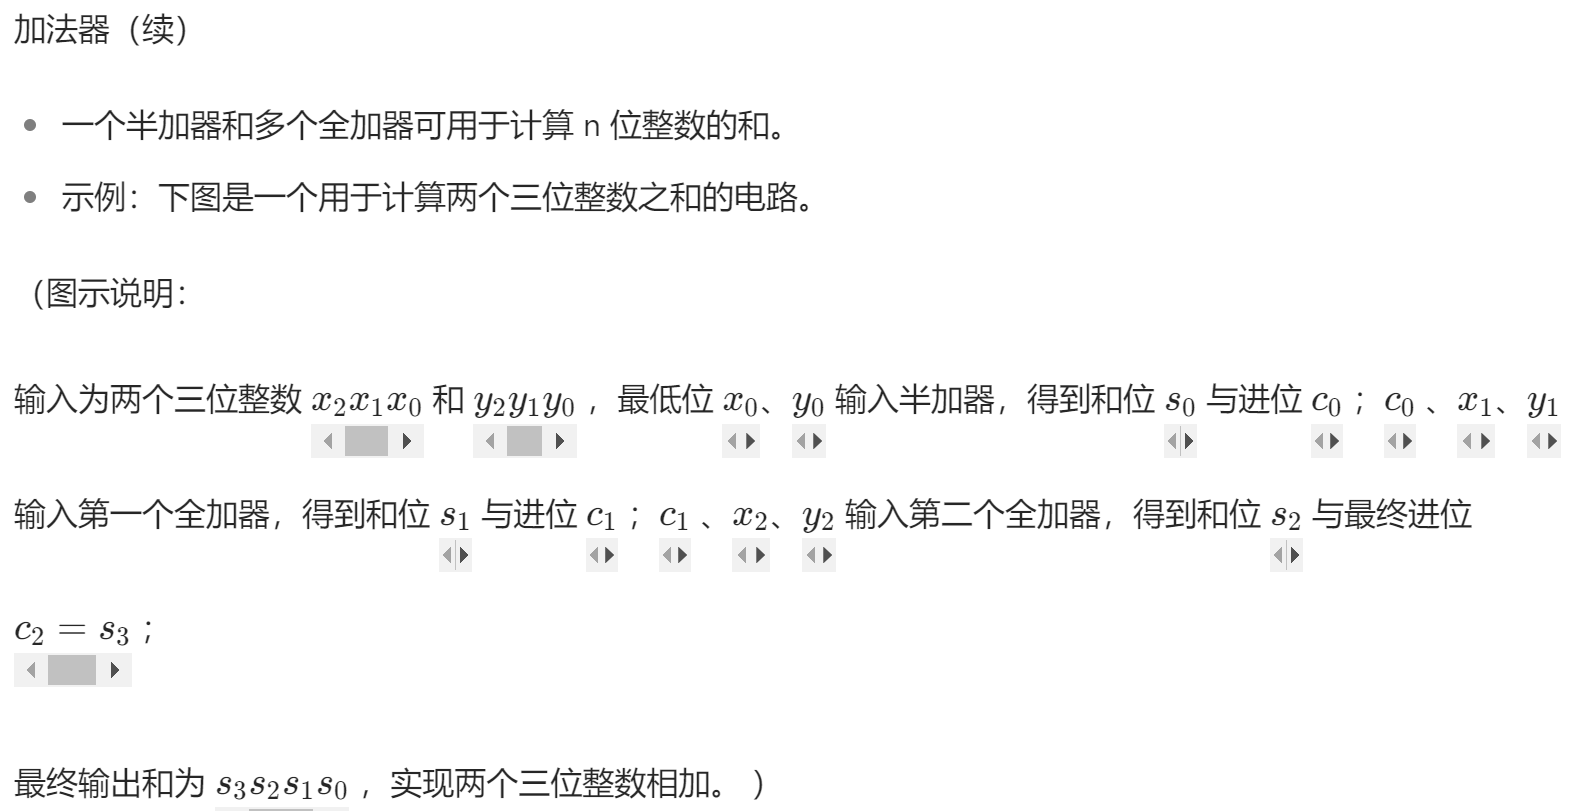 加法器（续）
• 一个半加器和多个全加器可用于计算 n 位整数的和。
• 示例：下图是一个用于计算两个三位整数之和的电路。
（图示说明：
输入为两个三位整数 x₂x₁x₀ 和 y₂y₁y₀ ，最低位 x₀、y₀ 输入半加器，得到和位 s₀ 与进位 c₀；c₀ 、x₁、y₁
输入第一个全加器，得到和位 s₁ 与进位 c₁；c₁ 、x₂、y₂ 输入第二个全加器，得到和位 s₂ 与最终进位
c₂ = s₃；
最终输出和为 s₃s₂s₁s₀ ，实现两个三位整数相加。 ）